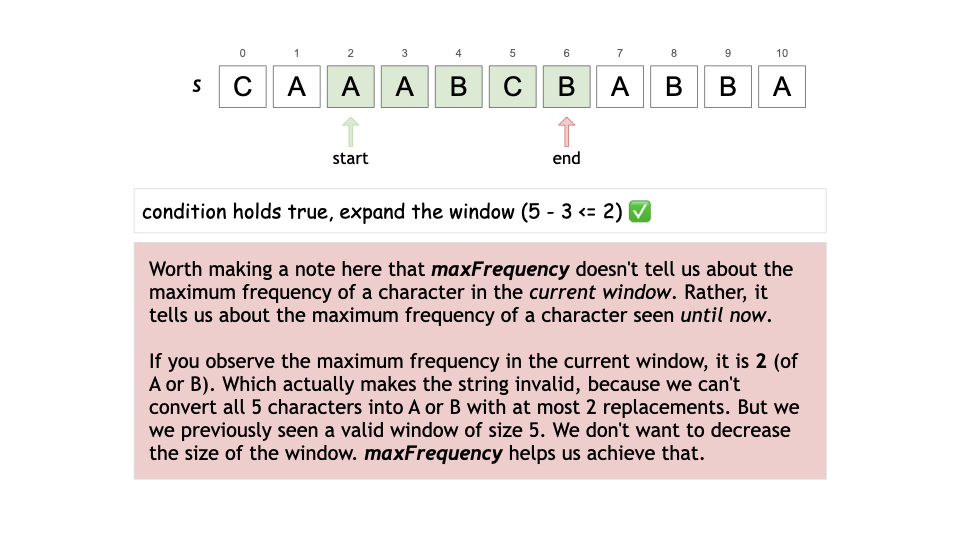 0 1 2 3 4 5 6 7 8 9 10
s C A A A B C B A B B A
start end
condition holds true, expand the window (5 - 3 <= 2) ✅
Worth making a note here that maxFrequency doesn't tell us about the
maximum frequency of a character in the current window. Rather, it
tells us about the maximum frequency of a character seen until now.
If you observe the maximum frequency in the current window, it is 2 (of
A or B). Which actually makes the string invalid, because we can't
convert all 5 characters into A or B with at most 2 replacements. But we
we previously seen a valid window of size 5. We don't want to decrease
the size of the window. maxFrequency helps us achieve that.